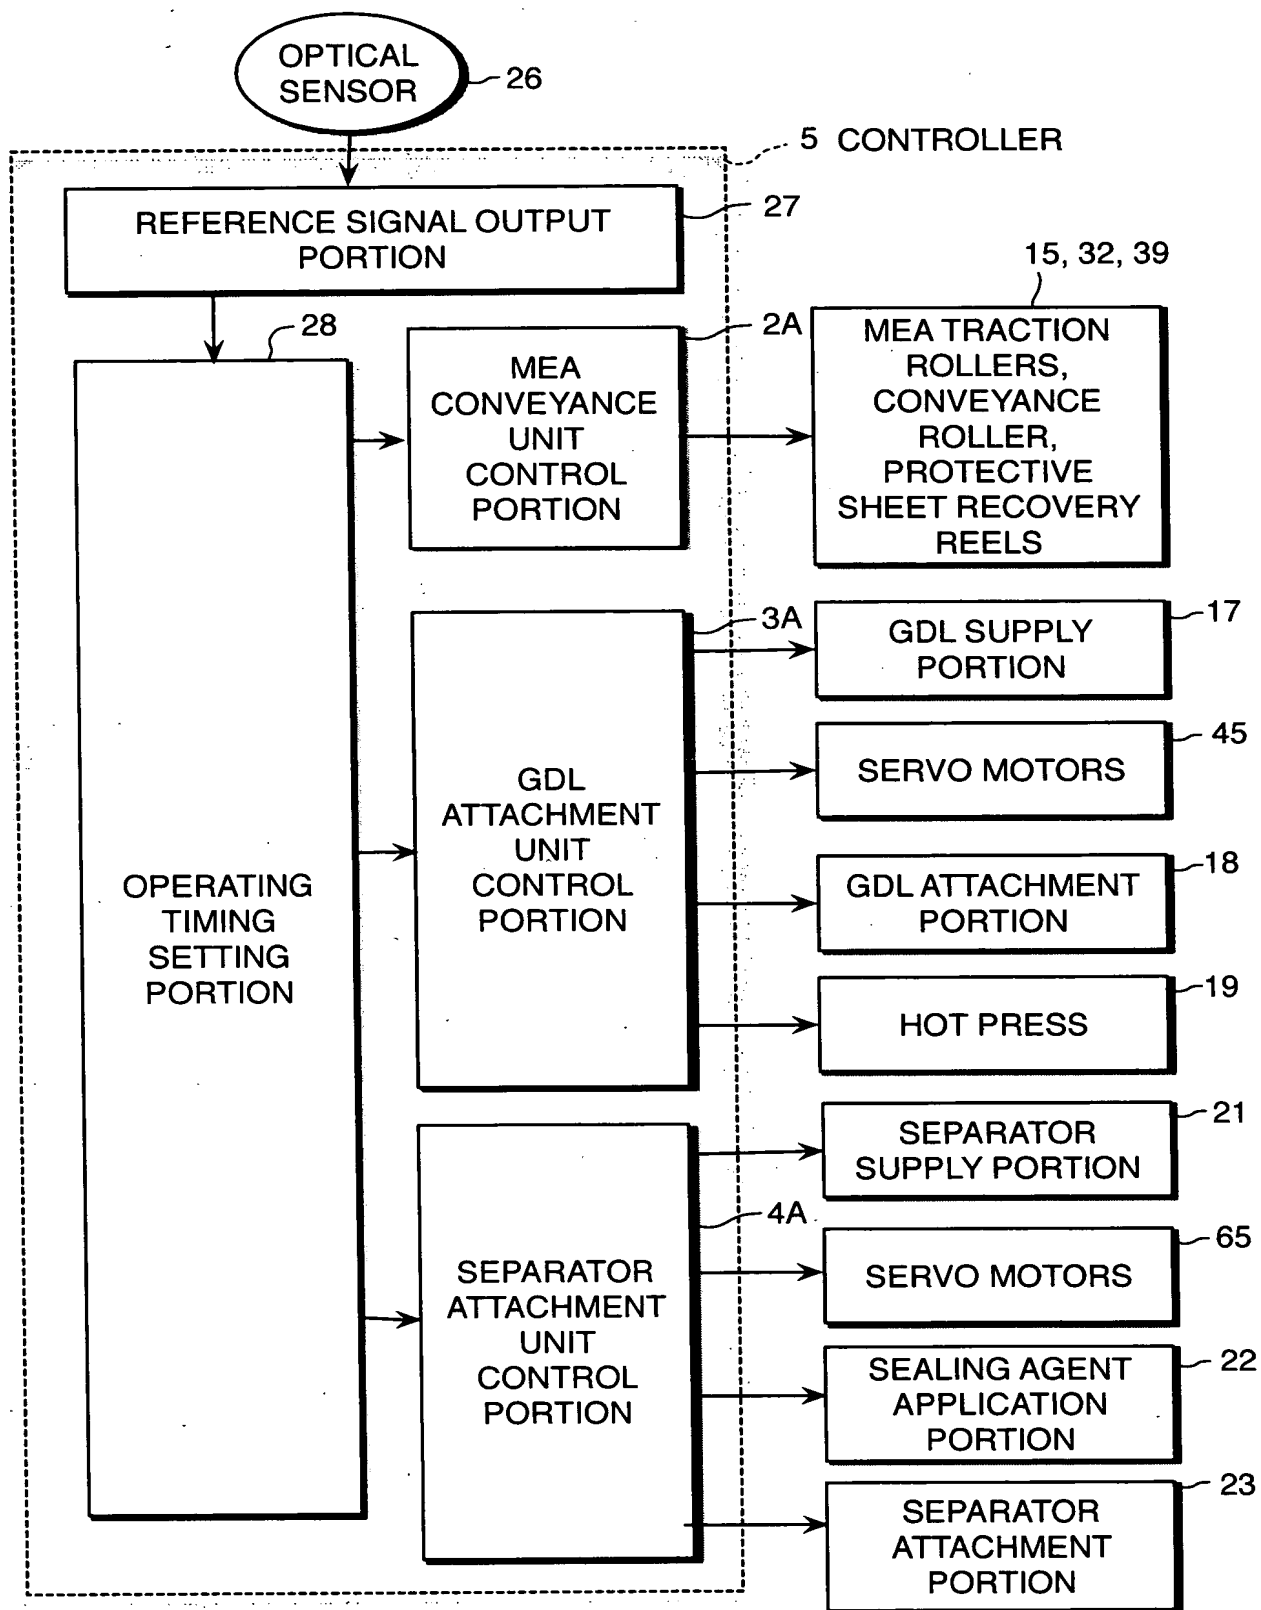 OPTICAL
SENSOR
26
5 CONTROLLER
REFERENCE SIGNAL OUTPUT
PORTION
27
28
OPERATING
TIMING
SETTING
PORTION
2A
MEA
CONVEYANCE
UNIT
CONTROL
PORTION
15, 32, 39
MEA TRACTION
ROLLERS,
CONVEYANCE
ROLLER,
PROTECTIVE
SHEET RECOVERY
REELS
3A
GDL
ATTACHMENT
UNIT
CONTROL
PORTION
17
GDL SUPPLY
PORTION
45
SERVO MOTORS
18
GDL ATTACHMENT
PORTION
19
HOT PRESS
4A
SEPARATOR
ATTACHMENT
UNIT
CONTROL
PORTION
21
SEPARATOR
SUPPLY PORTION
65
SERVO MOTORS
22
SEALING AGENT
APPLICATION
PORTION
23
SEPARATOR
ATTACHMENT
PORTION